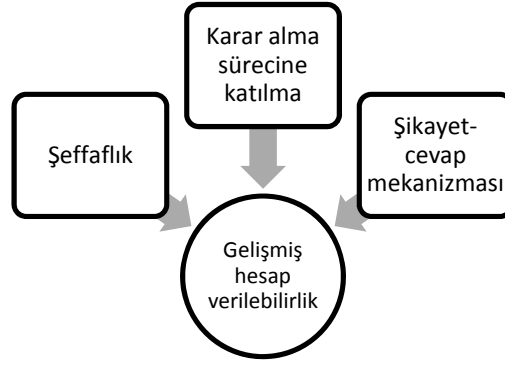 Karar alma
sürecine
katılma
Şeffaflık
Şikayet-
cevap
mekanizması
Gelişmiş
hesap
verilebilirlik